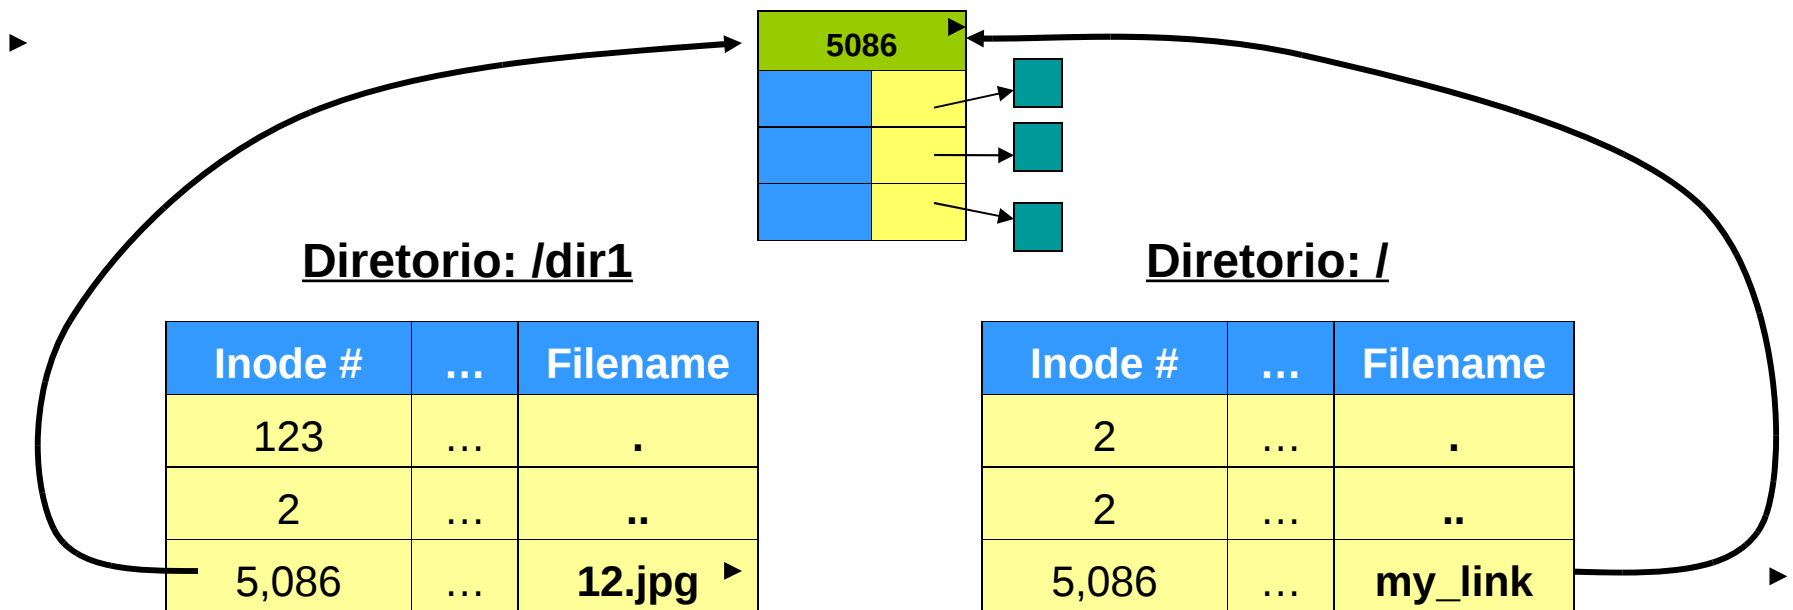 5086
Diretorio: /dir1
Diretorio: /
Inode # … Filename
123 … .
2 … ..
5,086 … 12.jpg
Inode # … Filename
2 … .
2 … ..
5,086 … my_link